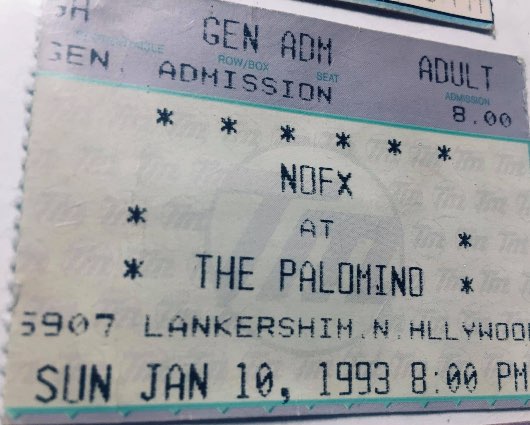 GEN ADM ADULT
ROW/BOX SEAT ADMISSION
GEN. ADMISSION 8.00
* * * * * *
NOFX
* AT *
* THE PALOMINO *
5907 LANKERSHIM.N.HLLYWOO
SUN JAN 10, 1993 8:00 PM